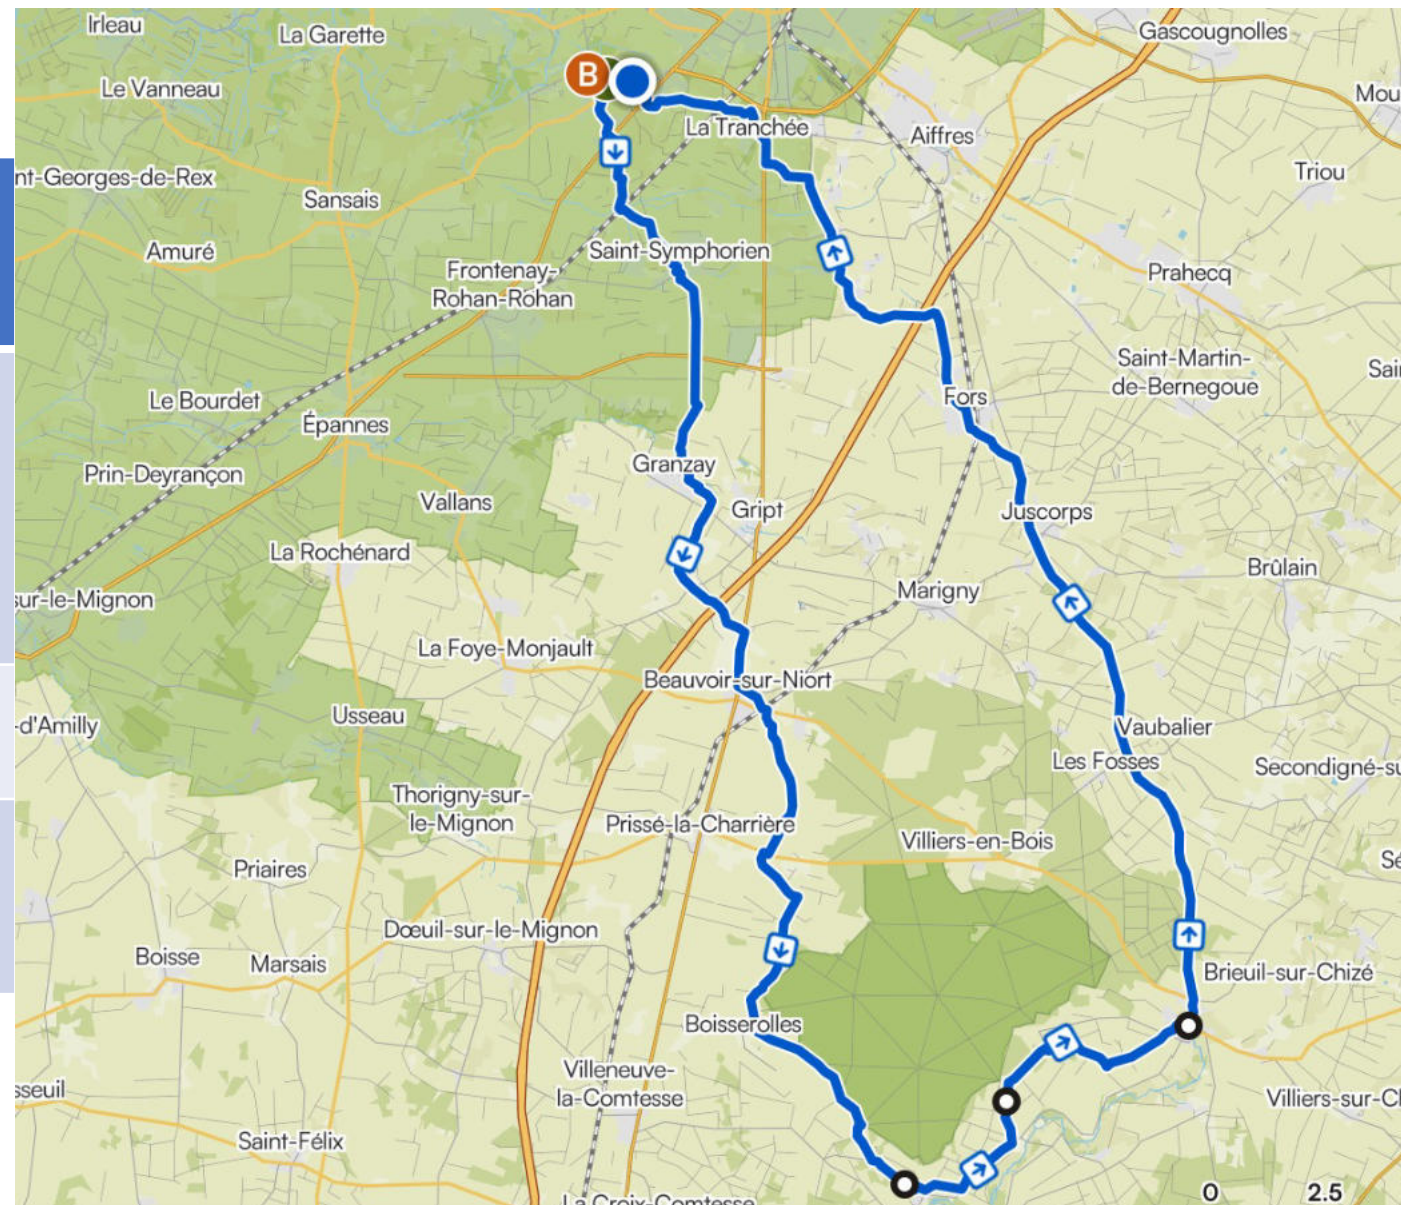 Irleau
La Garette
Gascougnolles
Le Vanneau
B
Mou
La Tranchée
Aiffres
nt-Georges-de-Rex
Triou
Sansais
Amuré
Saint-Symphorien
Frontenay-
Rohan-Rohan
Prahecq
Saint-Martin-
de-Bernegoue
Sai
Le Bourdet
Fors
Épannes
Prin-Deyrançon
Granzay
Vallans
Gript
Juscorps
La Rochénard
Brûlain
sur-le-Mignon
Marigny
La Foye-Monjault
Beauvoir-sur-Niort
-d'Amilly
Usseau
Vaubalier
Les Fosses
Secondigné-su
Thorigny-sur-
le-Mignon
Prissé-la-Charrière
Villiers-en-Bois
Priaires
Sé
Dœuil-sur-le-Mignon
Boisse
Marsais
Brieuil-sur-Chizé
Boisserolles
Villeneuve-
la-Comtesse
sseuil
Villiers-sur-Cl
Saint-Félix
La Croix-Comtesse
0
2.5